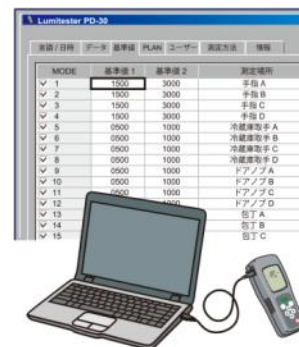 Lumitester PD-30
言語/日時 データ 基準値 PLAN ユーザー 測定方法 情報
MODE 基準値 1 基準値 2 測定場所
1 1500 3000 手指 A
2 1500 3000 手指 B
3 1500 3000 手指 C
4 1500 3000 手指 D
5 0500 1000 冷蔵庫取手 A
6 0500 1000 冷蔵庫取手 B
7 0500 1000 冷蔵庫取手 C
8 0500 1000 冷蔵庫取手 D
9 0500 1000 ドアノブ A
10 0500 1000 ドアノブ B
11 0500 1000 ドアノブ C
12 0500 1000 ドアノブ D
13 包丁 A
14 包丁 B
15 包丁 C